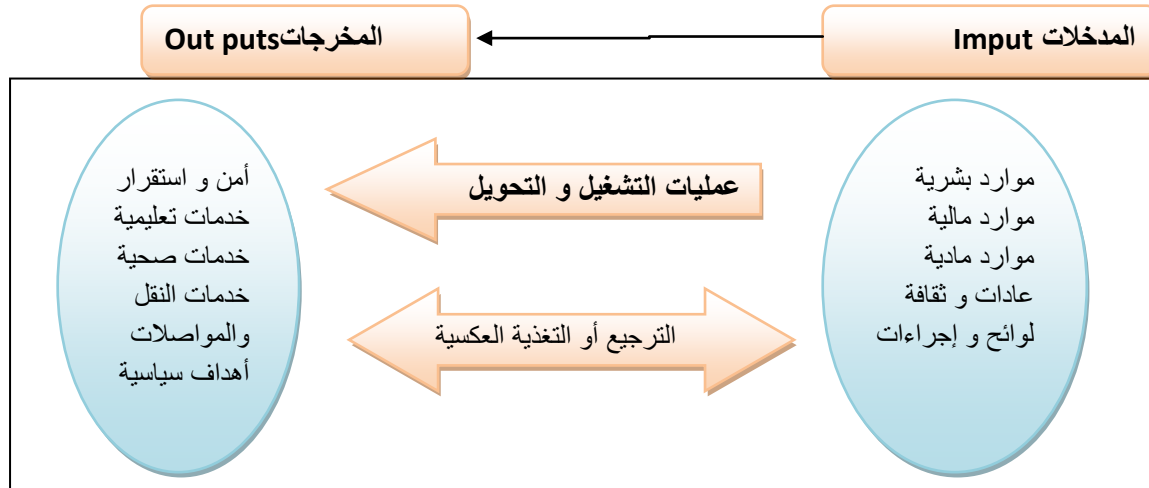 المدخلات Imput
المخرجاتOut puts
موارد بشرية
موارد مالية
موارد مادية
عادات و ثقافة
لوائح و إجراءات
عمليات التشغيل و التحويل
الترجيع أو التغذية العكسية
أمن و استقرار
خدمات تعليمية
خدمات صحية
خدمات النقل
والمواصلات
أهداف سياسية